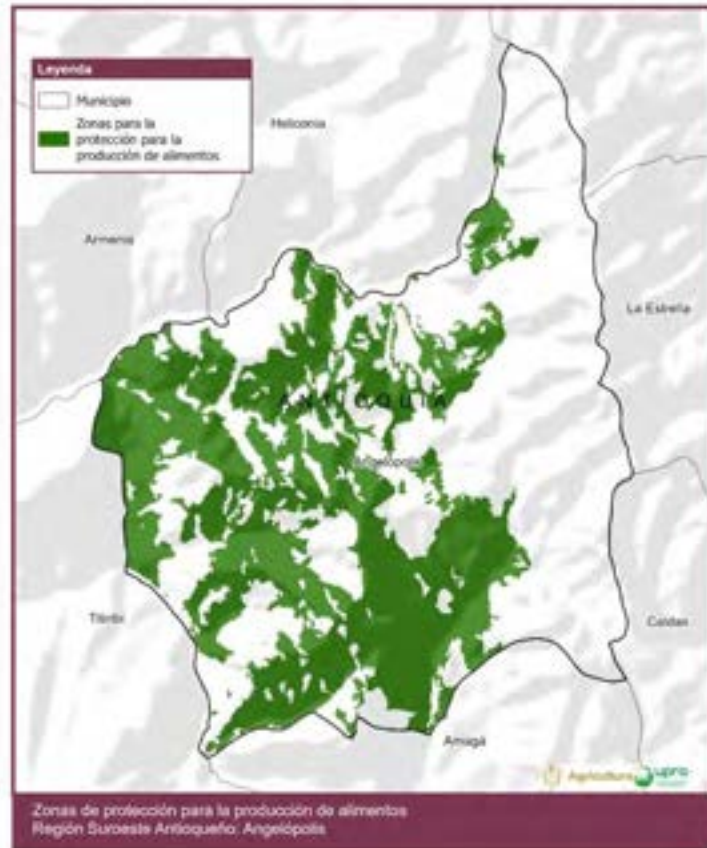 Leyenda
Municipio
Zonas para la
protección para la
producción de alimentos.
Heliconia
Armenia
La Estrella
ANTIOQUIA
Angelópolis
Titiribí
Caldas
Amagá
Agricultura upra
Zonas de protección para la producción de alimentos
Región Suroeste Antioqueño: Angelópolis